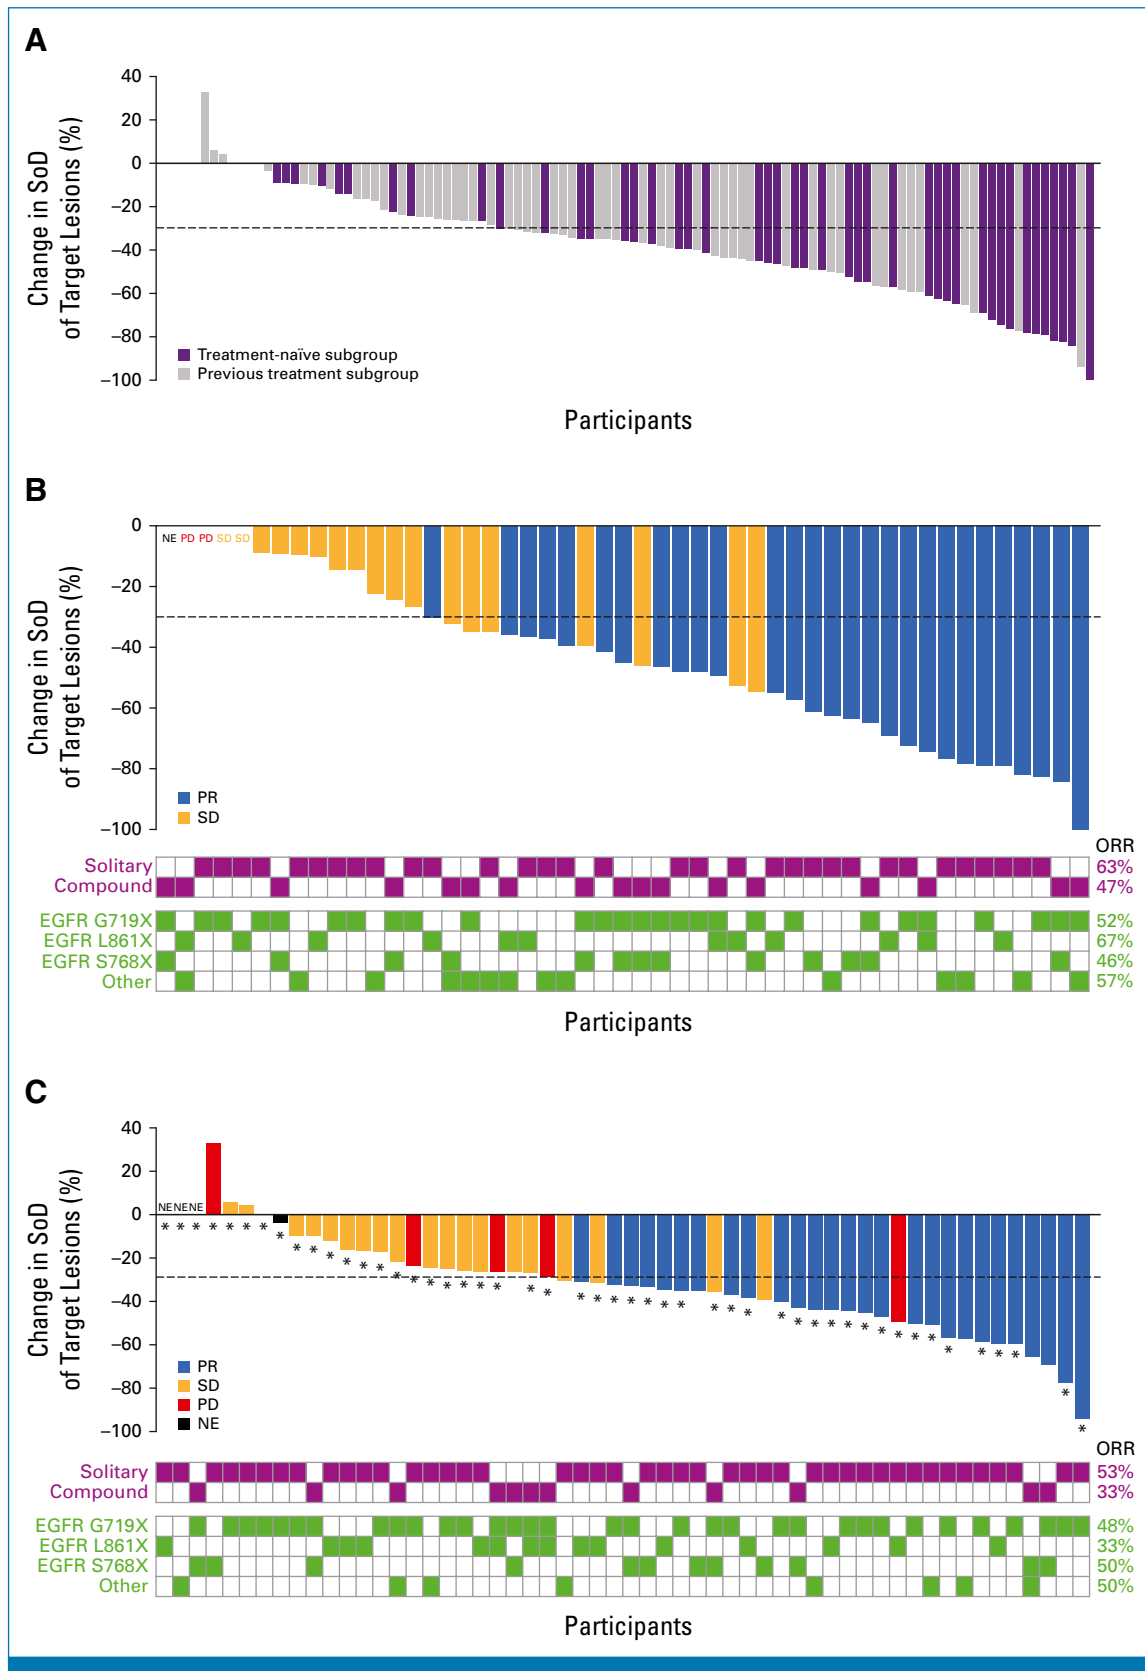 A
Change in SoD
of Target Lesions (%)
40
20
0
−20
−40
−60
−80
−100
Treatment-naïve subgroup
Previous treatment subgroup
Participants
B
Change in SoD
of Target Lesions (%)
0
−20
−40
−60
−80
−100
NE PD PD SD SD
PR
SD
ORR
Solitary 63%
Compound 47%
EGFR G719X 52%
EGFR L861X 67%
EGFR S768X 46%
Other 57%
Participants
C
Change in SoD
of Target Lesions (%)
40
20
0
−20
−40
−60
−80
−100
NE NE NE
* * * * * * * * * * * * * * * * * * * * * * * * * * * * * * * * * * * * * * * * * * * * * * * *
PR
SD
PD
NE
ORR
Solitary 53%
Compound 33%
EGFR G719X 48%
EGFR L861X 33%
EGFR S768X 50%
Other 50%
Participants